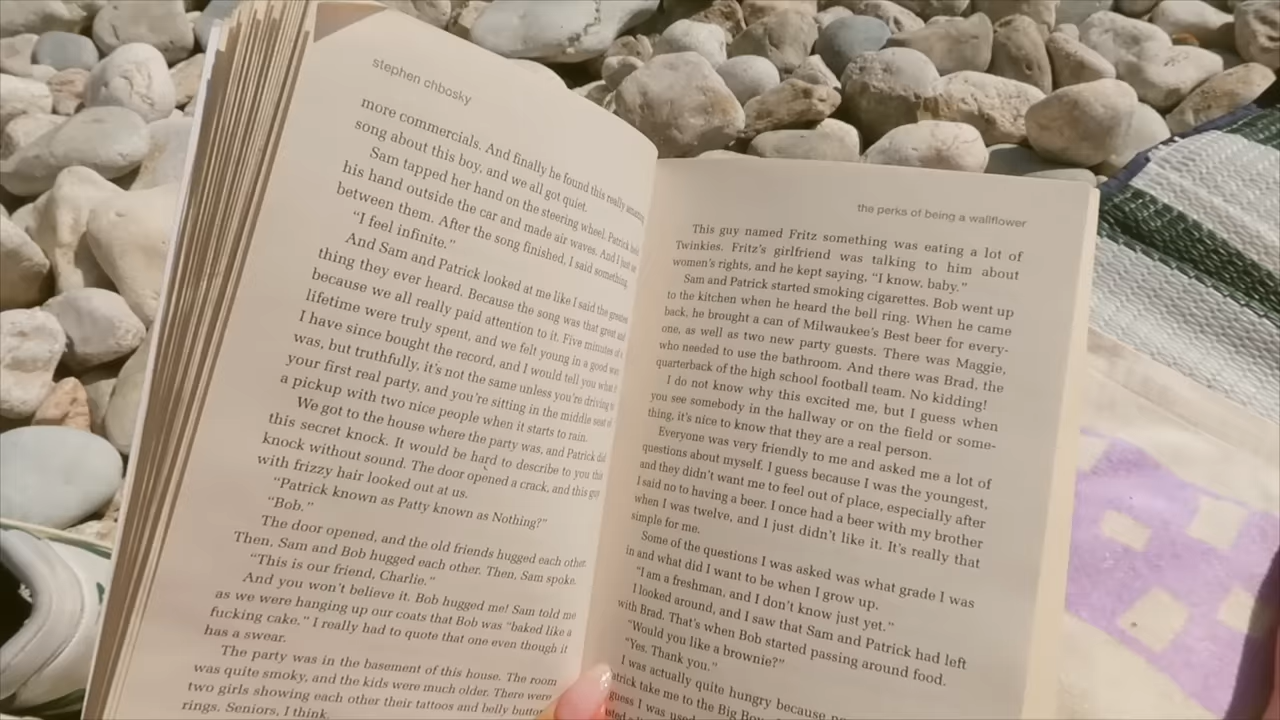 stephen chbosky
more commercials. And finally he found this really amazing
song about this boy, and we all got quiet.
Sam tapped her hand on the steering wheel. Patrick held
his hand outside the car and made air waves. And I just sat
between them. After the song finished, I said something.
"I feel infinite."
And Sam and Patrick looked at me like I said the greatest
thing they ever heard. Because the song was that great and
because we all really paid attention to it. Five minutes of a
lifetime were truly spent, and we felt young in a good way.
I have since bought the record, and I would tell you what it
was, but truthfully, it's not the same unless you're driving to
your first real party, and you're sitting in the middle seat of
a pickup with two nice people when it starts to rain.
We got to the house where the party was, and Patrick did
this secret knock. It would be hard to describe to you this
knock without sound. The door opened a crack, and this guy
with frizzy hair looked out at us.
"Patrick known as Patty known as Nothing?"
"Bob."
The door opened, and the old friends hugged each other.
Then, Sam and Bob hugged each other. Then, Sam spoke.
"This is our friend, Charlie."
And you won't believe it. Bob hugged me! Sam told me
as we were hanging up our coats that Bob was "baked like a
fucking cake." I really had to quote that one even though it
has a swear.
The party was in the basement of this house. The room
was quite smoky, and the kids were much older. There were
two girls showing each other their tattoos and belly button
rings. Seniors, I think.
the perks of being a wallflower
This guy named Fritz something was eating a lot of
Twinkies. Fritz's girlfriend was talking to him about
women's rights, and he kept saying, "I know, baby."
Sam and Patrick started smoking cigarettes. Bob went up
to the kitchen when he heard the bell ring. When he came
back, he brought a can of Milwaukee's Best beer for every-
one, as well as two new party guests. There was Maggie,
who needed to use the bathroom. And there was Brad, the
quarterback of the high school football team. No kidding!
I do not know why this excited me, but I guess when
you see somebody in the hallway or on the field or some-
thing, it's nice to know that they are a real person.
Everyone was very friendly to me and asked me a lot of
questions about myself. I guess because I was the youngest,
and they didn't want me to feel out of place, especially after
I said no to having a beer. I once had a beer with my brother
when I was twelve, and I just didn't like it. It's really that
simple for me.
Some of the questions I was asked was what grade I was
in and what did I want to be when I grow up.
"I am a freshman, and I don't know just yet."
I looked around, and I saw that Sam and Patrick had left
with Brad. That's when Bob started passing around food.
"Would you like a brownie?"
"Yes. Thank you."
I was actually quite hungry because
take me to the Big
guess I was used